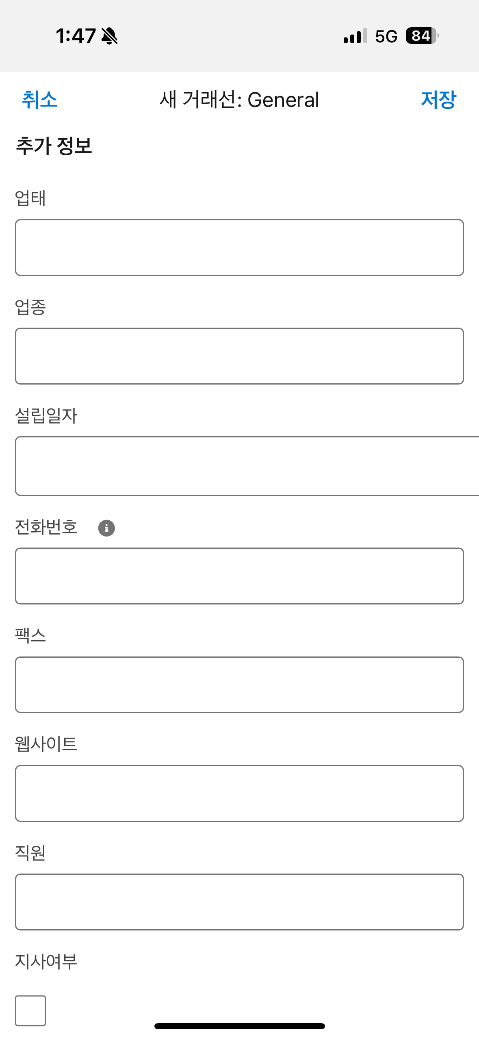 1:47
5G 84
취소 새 거래선: General 저장
추가 정보
업태
업종
설립일자
전화번호
팩스
웹사이트
직원
지사여부